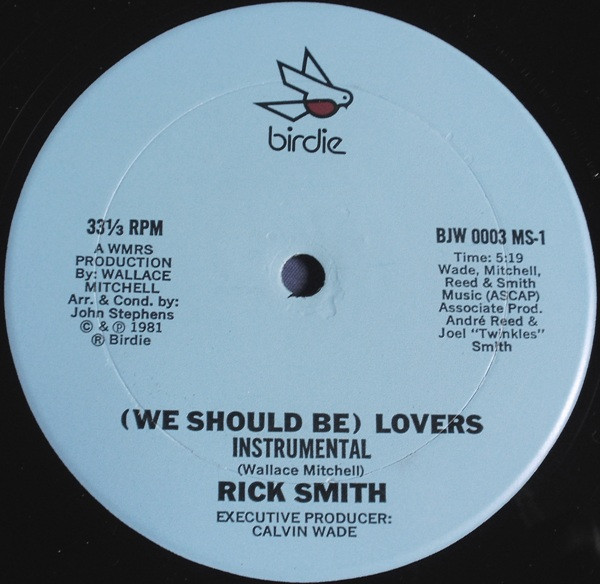 birdie
33⅓ RPM
A WMRS
PRODUCTION
By: WALLACE
MITCHELL
Arr. & Cond. by:
John Stephens
© & ℗ 1981
® Birdie
BJW 0003 MS-1
Time: 5:19
Wade, Mitchell,
Reed & Smith
Music (ASCAP)
Associate Prod.
André Reed &
Joel "Twinkles"
Smith
(WE SHOULD BE) LOVERS
INSTRUMENTAL
(Wallace Mitchell)
RICK SMITH
EXECUTIVE PRODUCER:
CALVIN WADE